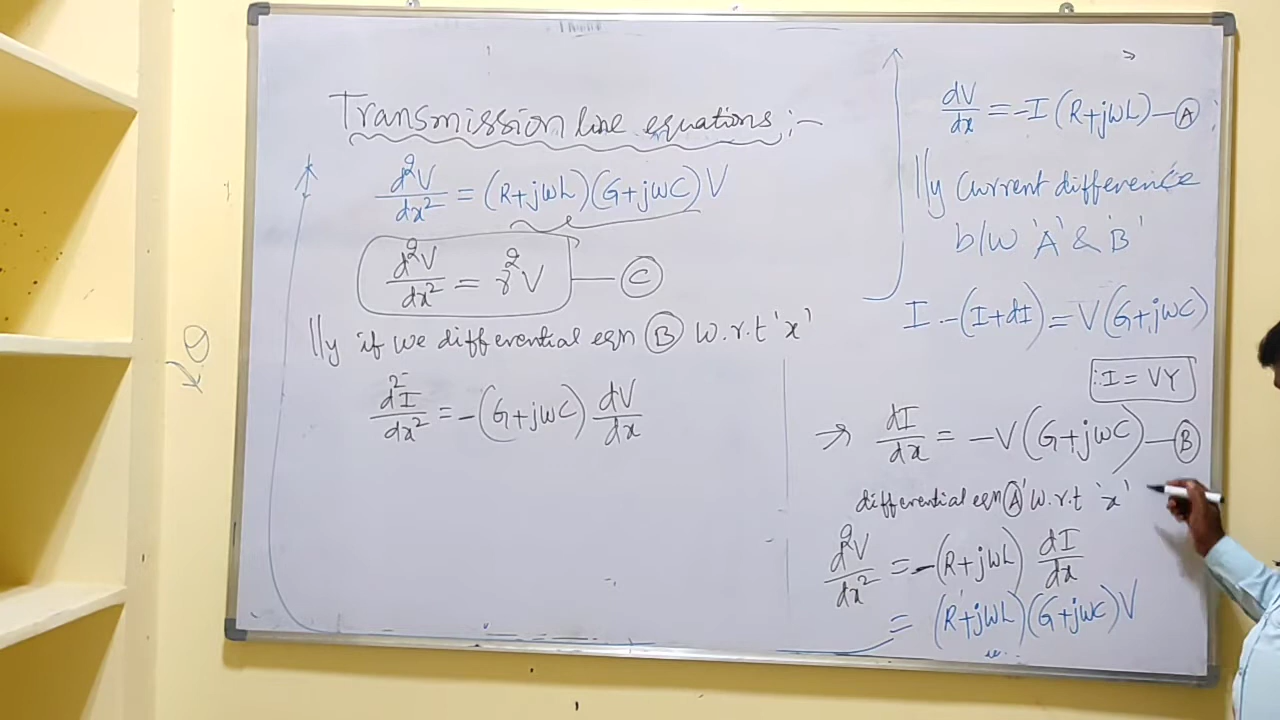 Transmission line equations :-
d²V/dx² = (R+jωL)(G+jωC)V
d²V/dx² = γ²V — Ⓒ
||ly if we differential eqn Ⓑ w.r.t 'x'
d²I/dx² = -(G+jωC) dV/dx
dV/dx = -I (R+jωL) — Ⓐ
||ly Current difference
b/w 'A' & 'B'
I - (I+dI) = V(G+jωC)
∴ I = VY
→ dI/dx = -V(G+jωC) — Ⓑ
differential eqn Ⓐ w.r.t 'x'
d²V/dx² = -(R+jωL) dI/dx
= (R+jωL)(G+jωC)V